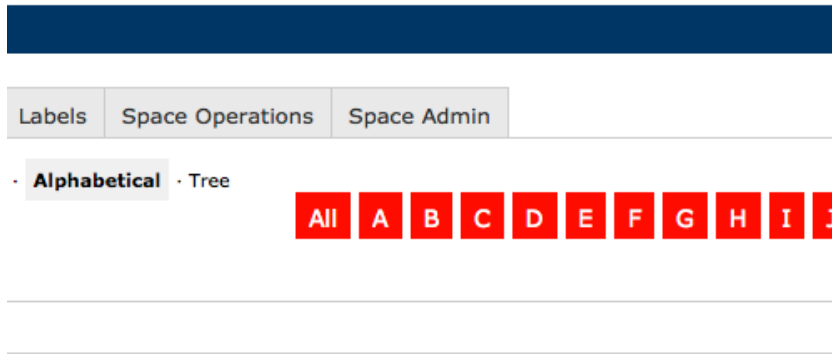 Labels Space Operations Space Admin
· Alphabetical · Tree
All A B C D E F G H I